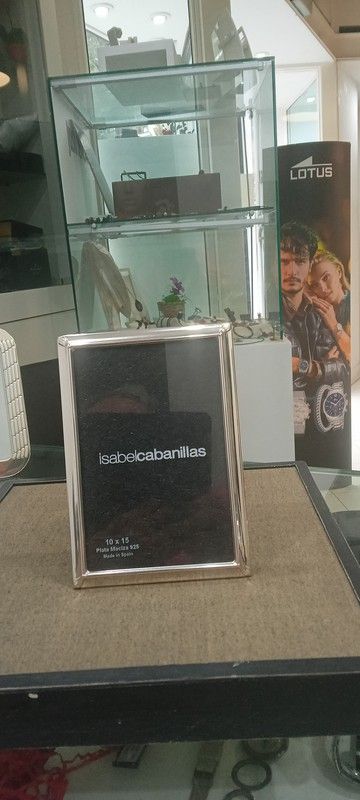 LOTUS
isabelcabanillas
10 x 15
Plata Maciza 925
Made in Spain